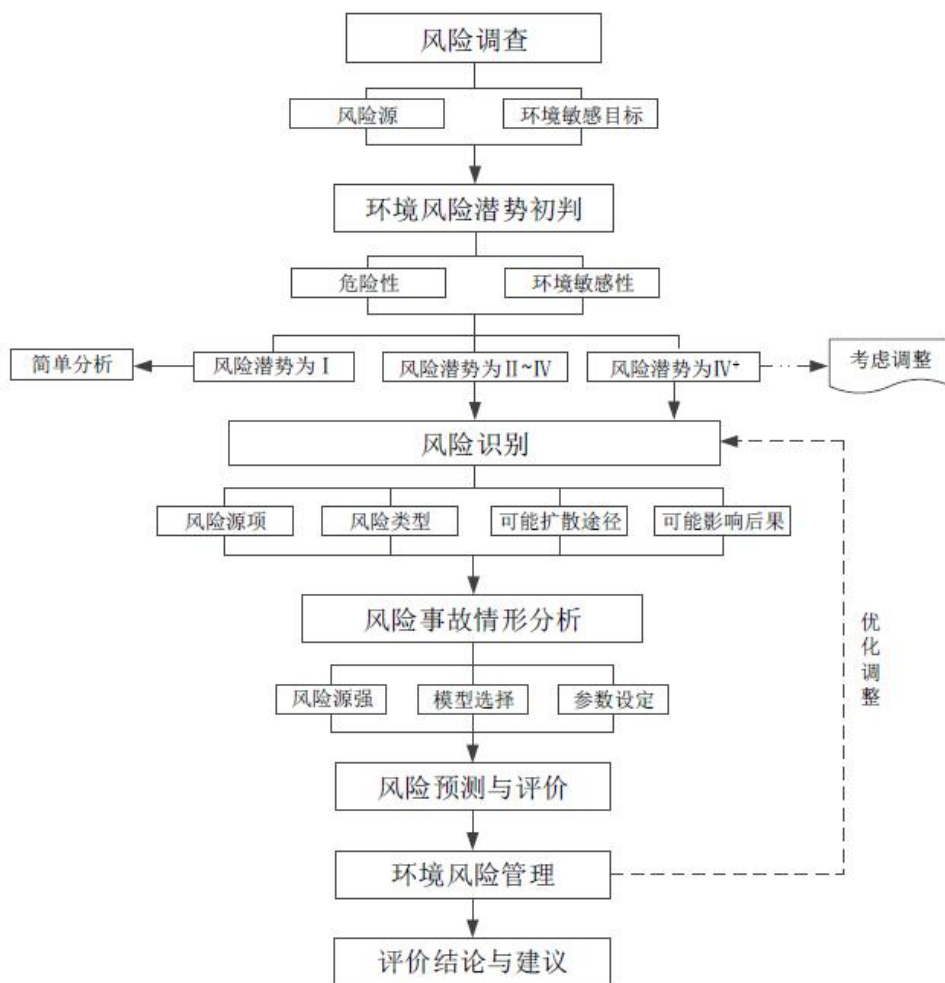 风险调查
风险源
环境敏感目标
环境风险潜势初判
危险性
环境敏感性
简单分析
风险潜势为Ⅰ
风险潜势为Ⅱ~Ⅳ
风险潜势为Ⅳ⁺
考虑调整
风险识别
风险源项
风险类型
可能扩散途径
可能影响后果
风险事故情形分析
优化调整
风险源强
模型选择
参数设定
风险预测与评价
环境风险管理
评价结论与建议